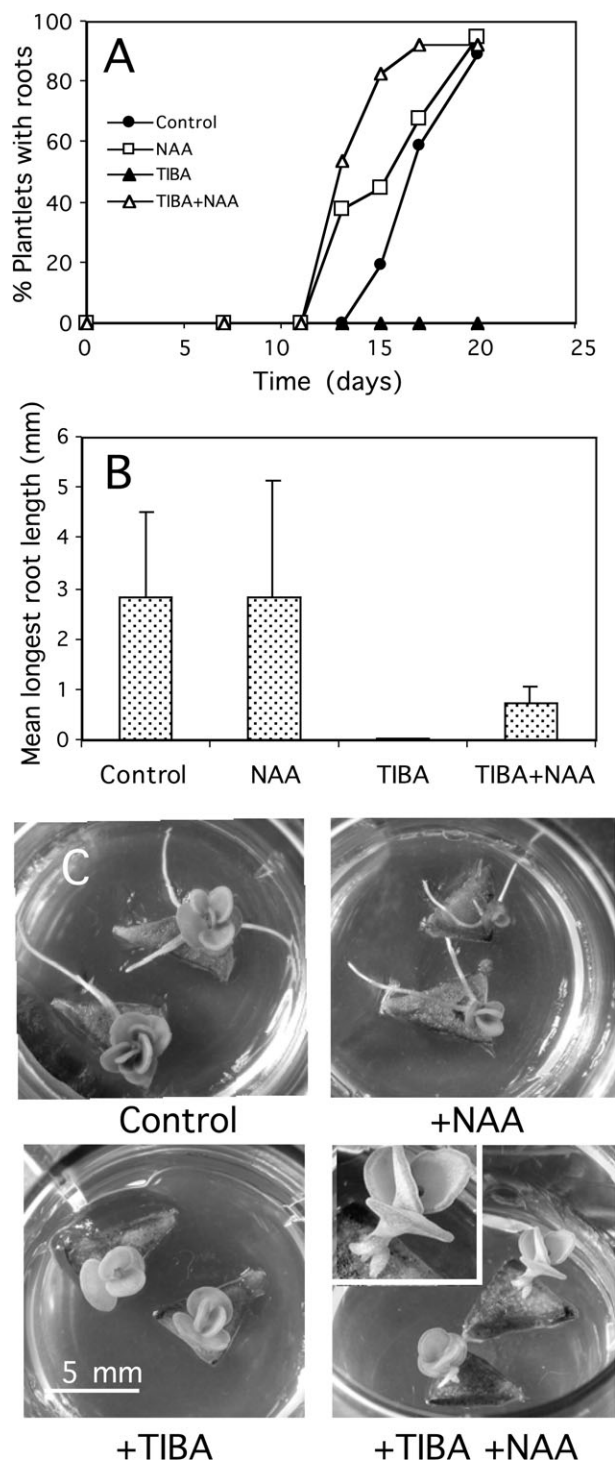 A
% Plantlets with roots
100
80
60
40
20
0
Control
NAA
TIBA
TIBA+NAA
0 5 10 15 20 25
Time (days)
B
Mean longest root length (mm)
6
5
4
3
2
1
0
Control NAA TIBA TIBA+NAA
C
Control +NAA
5 mm
+TIBA +TIBA +NAA